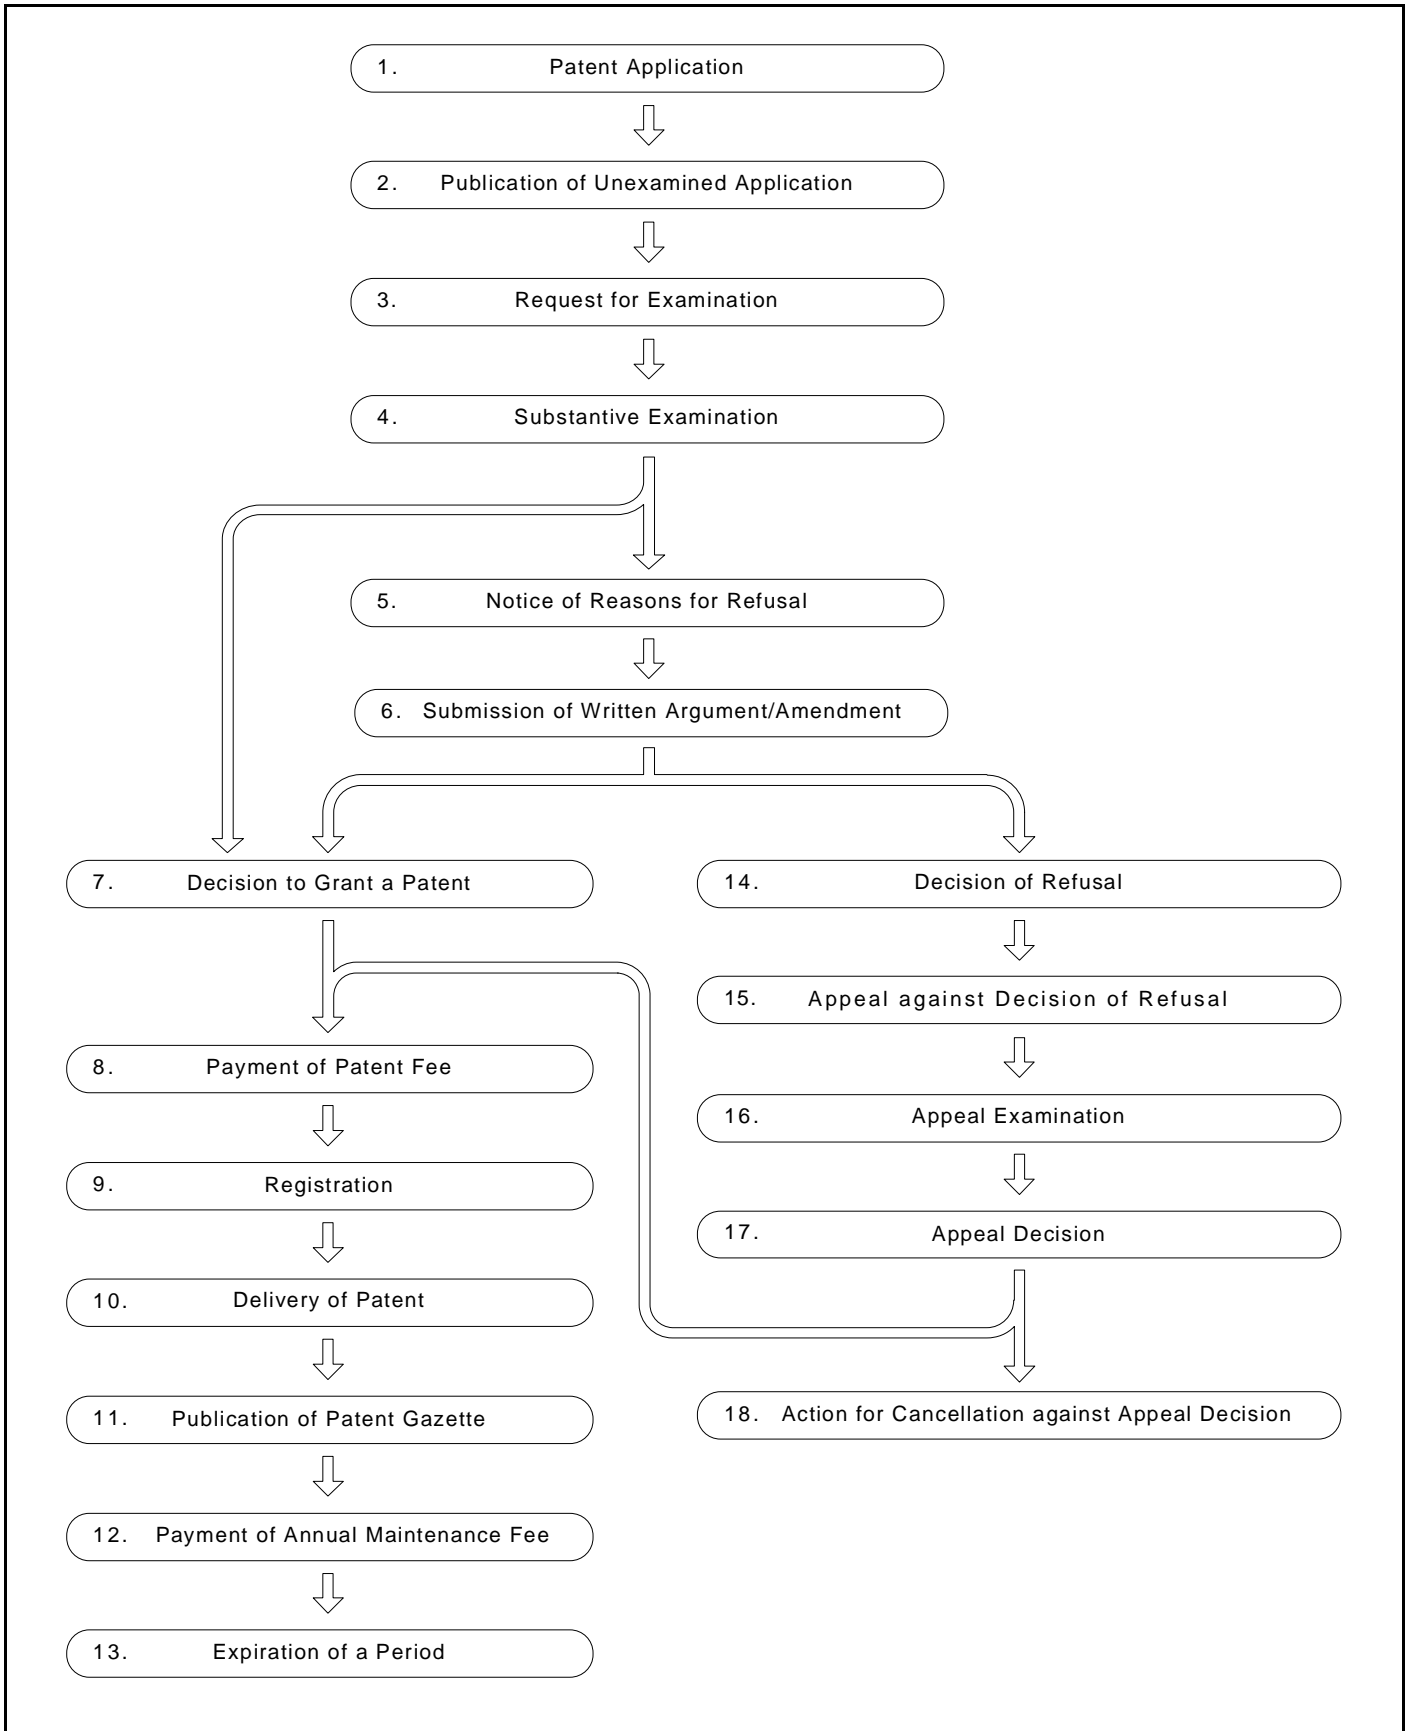 1. Patent Application
2. Publication of Unexamined Application
3. Request for Examination
4. Substantive Examination
5. Notice of Reasons for Refusal
6. Submission of Written Argument/Amendment
7. Decision to Grant a Patent
8. Payment of Patent Fee
9. Registration
10. Delivery of Patent
11. Publication of Patent Gazette
12. Payment of Annual Maintenance Fee
13. Expiration of a Period
14. Decision of Refusal
15. Appeal against Decision of Refusal
16. Appeal Examination
17. Appeal Decision
18. Action for Cancellation against Appeal Decision